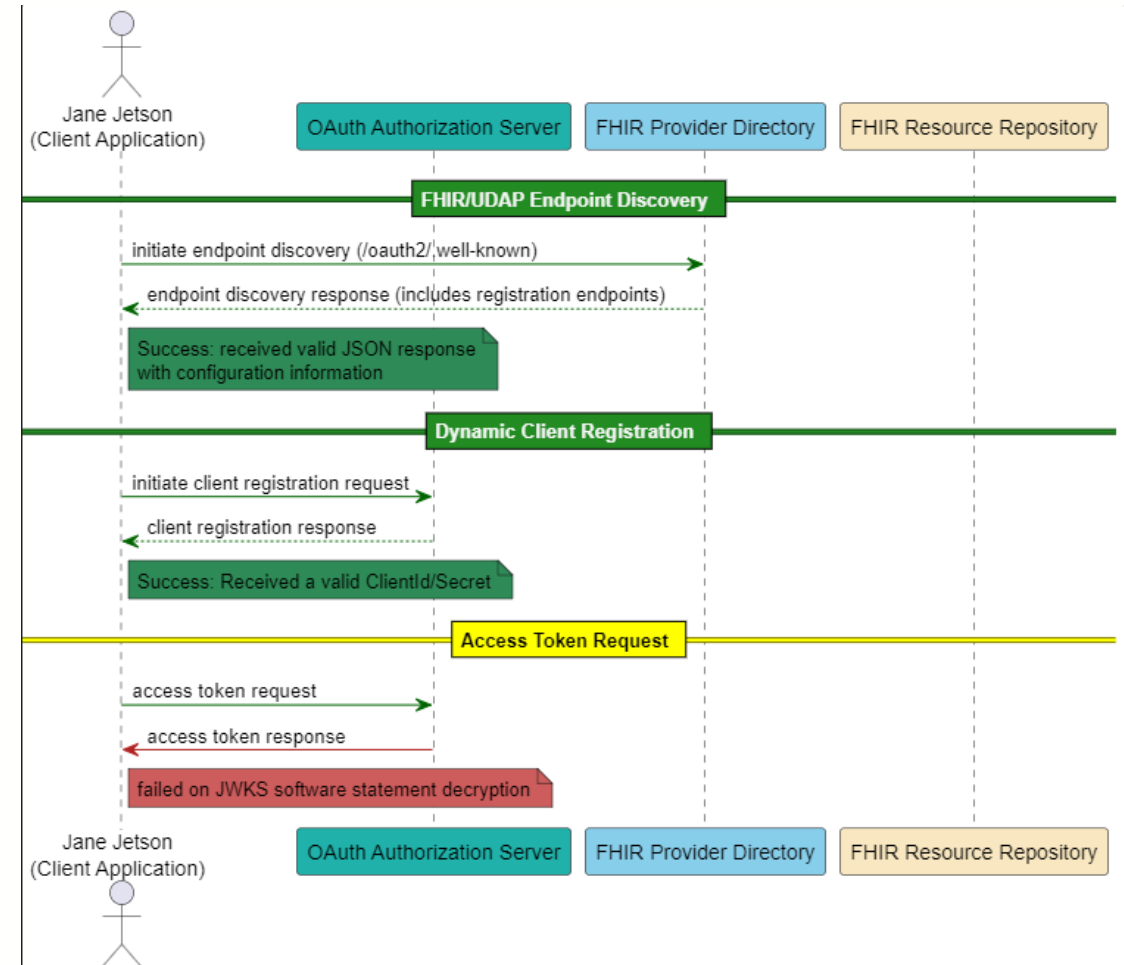 Jane Jetson
(Client Application)
OAuth Authorization Server
FHIR Provider Directory
FHIR Resource Repository
FHIR/UDAP Endpoint Discovery
initiate endpoint discovery (/oauth2/.well-known)
endpoint discovery response (includes registration endpoints)
Success: received valid JSON response
with configuration information
Dynamic Client Registration
initiate client registration request
client registration response
Success: Received a valid ClientId/Secret
Access Token Request
access token request
access token response
failed on JWKS software statement decryption
Jane Jetson
(Client Application)
OAuth Authorization Server
FHIR Provider Directory
FHIR Resource Repository